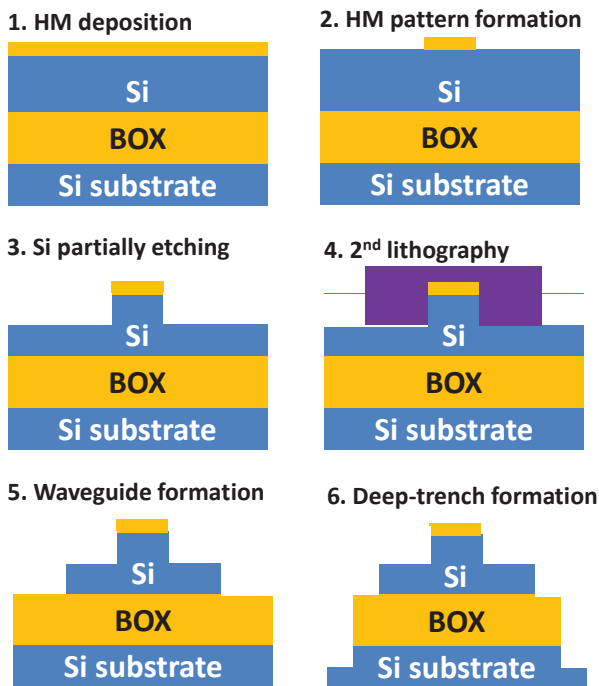 1. HM deposition
Si
BOX
Si substrate
2. HM pattern formation
Si
BOX
Si substrate
3. Si partially etching
Si
BOX
Si substrate
4. 2nd lithography
Si
BOX
Si substrate
5. Waveguide formation
Si
BOX
Si substrate
6. Deep-trench formation
Si
BOX
Si substrate